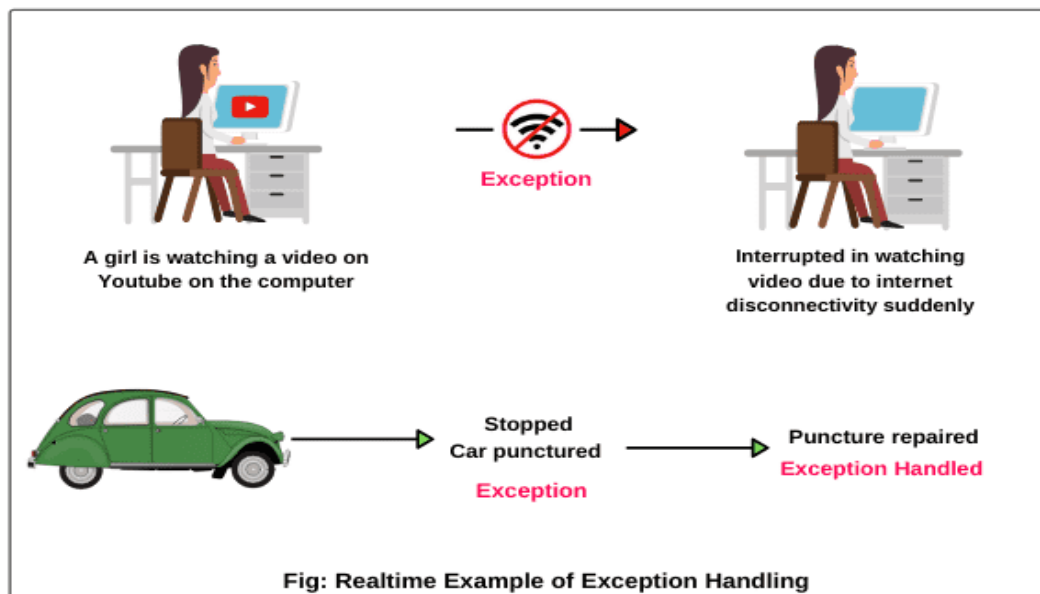 Exception
A girl is watching a video on
Youtube on the computer
Interrupted in watching
video due to internet
disconnectivity suddenly
Stopped
Car punctured
Exception
Puncture repaired
Exception Handled
Fig: Realtime Example of Exception Handling